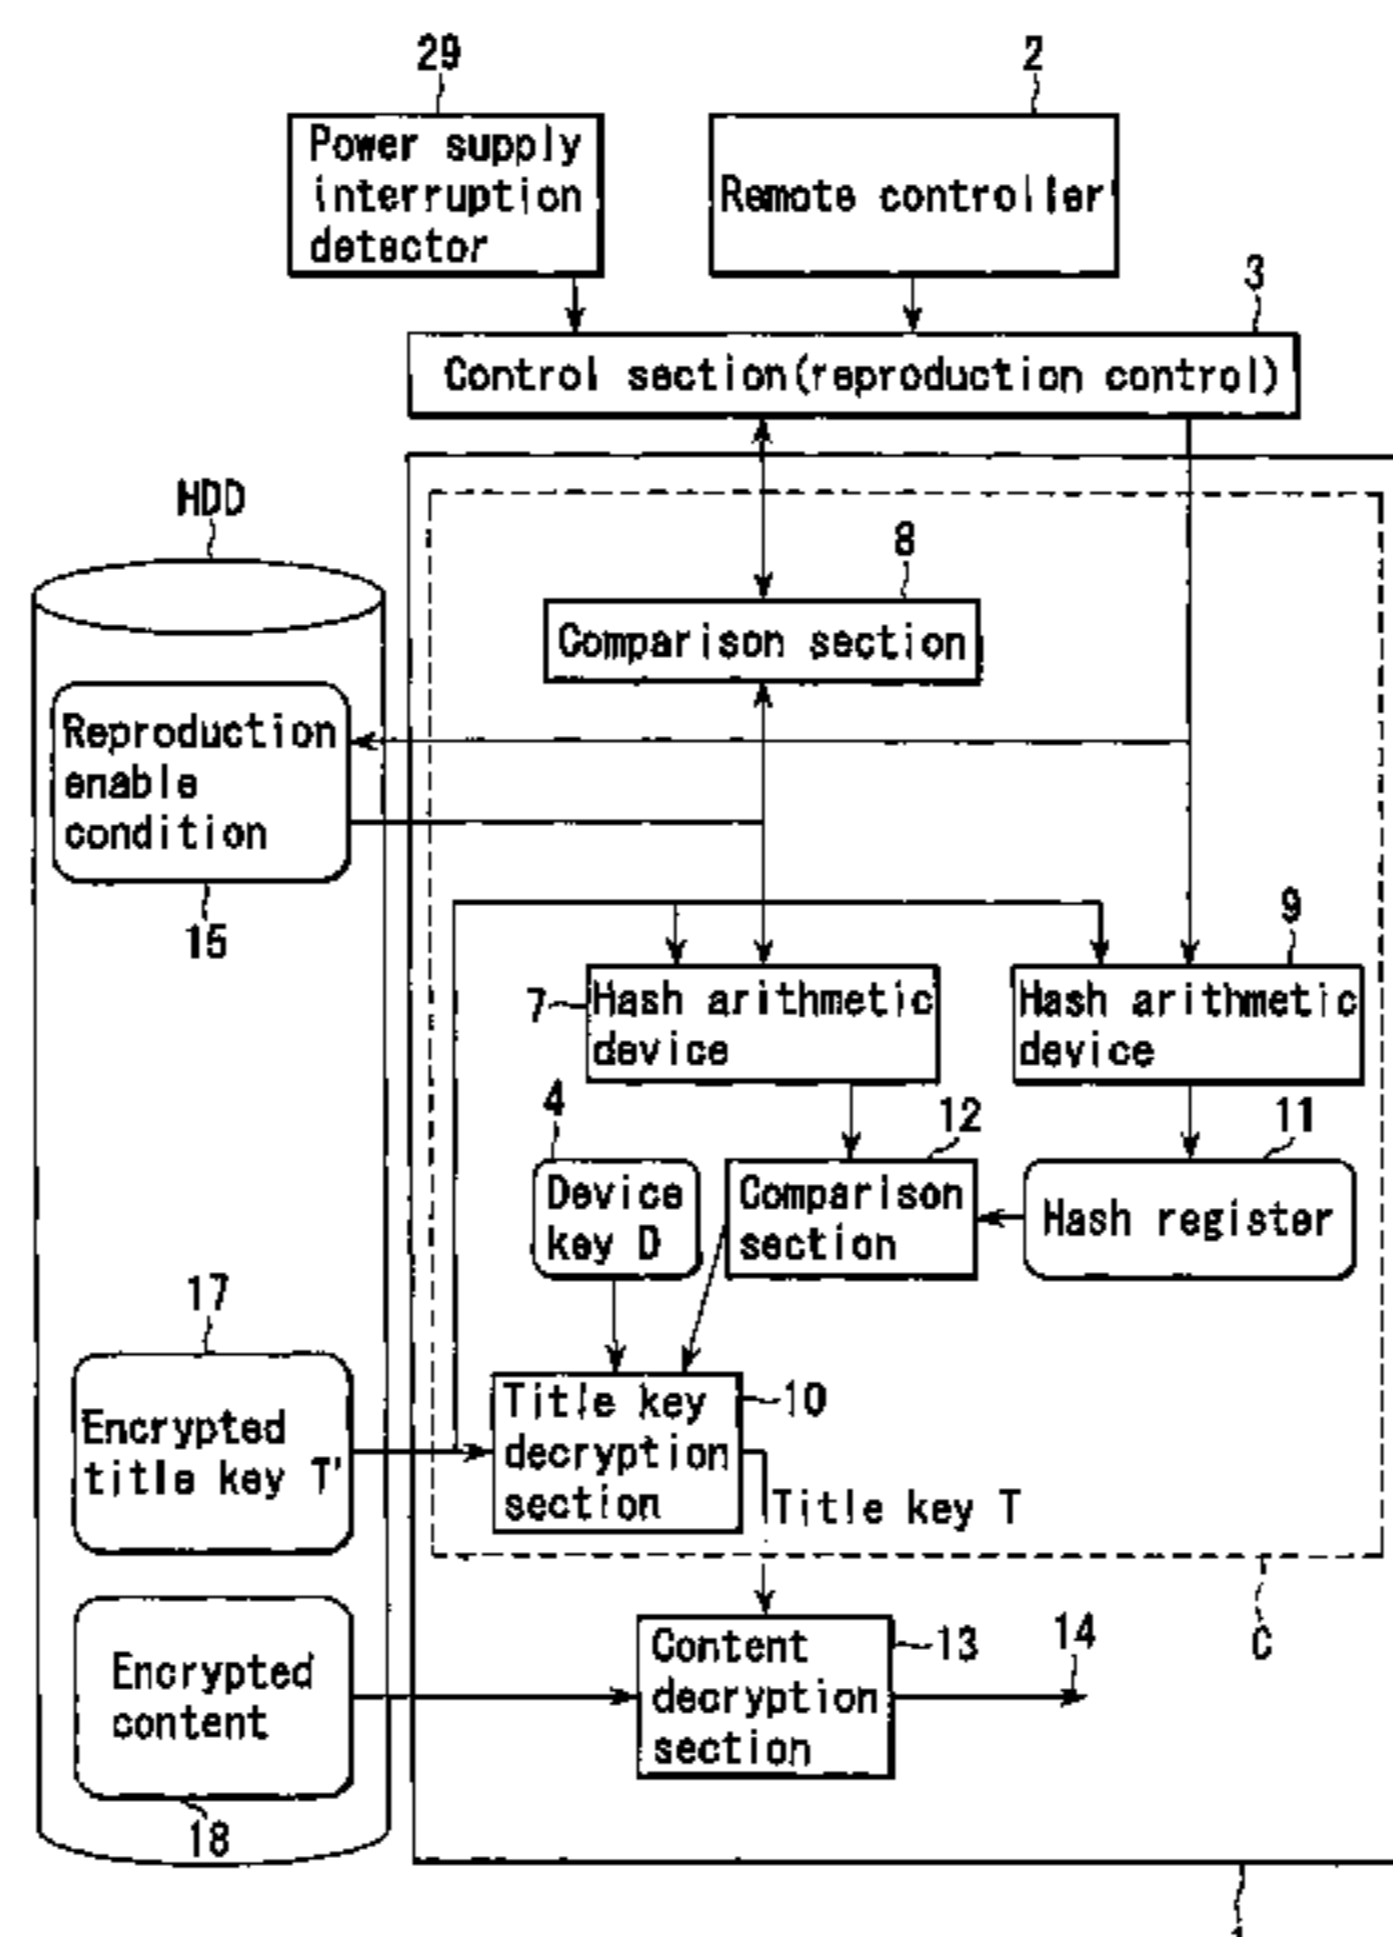 29
2
Power supply
interruption
detector
Remote controller
3
Control section(reproduction control)
HDD
8
Comparison section
Reproduction
enable
condition
15
9
7
Hash arithmetic
device
Hash arithmetic
device
4
12
11
Device
key D
Comparison
section
Hash register
17
Encrypted
title key T'
Title key
decryption
section
10
Title key T
C
Encrypted
content
18
Content
decryption
section
13
14
1